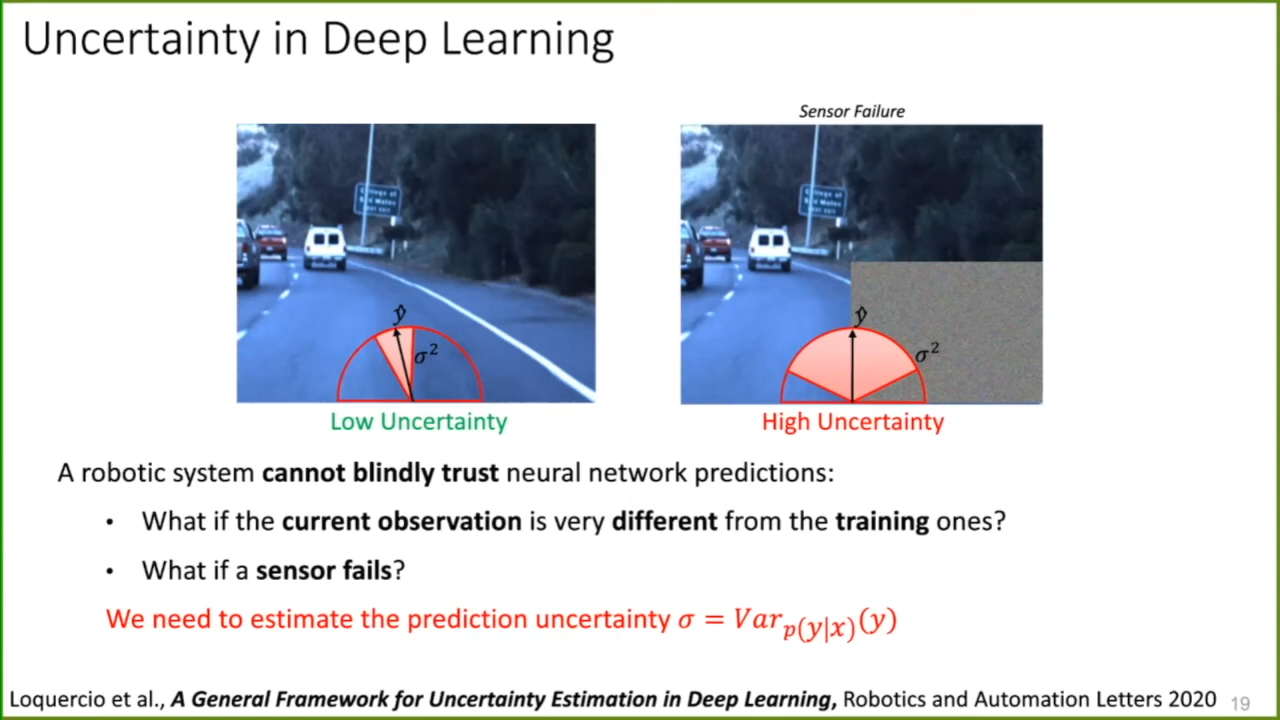 Uncertainty in Deep Learning
Sensor Failure
ŷ
σ²
ŷ
σ²
Low Uncertainty
High Uncertainty
A robotic system cannot blindly trust neural network predictions:
• What if the current observation is very different from the training ones?
• What if a sensor fails?
We need to estimate the prediction uncertainty σ = Var_{p(y|x)}(y)
Loquercio et al., A General Framework for Uncertainty Estimation in Deep Learning, Robotics and Automation Letters 2020
19